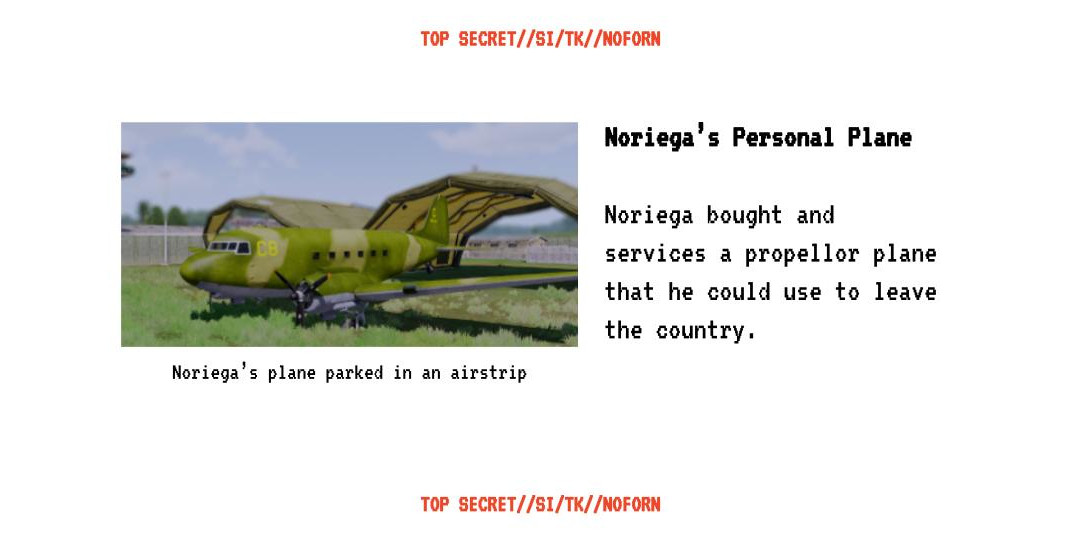 TOP SECRET//SI/TK//NOFORN
Noriega's Personal Plane
Noriega bought and
services a propellor plane
that he could use to leave
the country.
C8
Noriega's plane parked in an airstrip
TOP SECRET//SI/TK//NOFORN